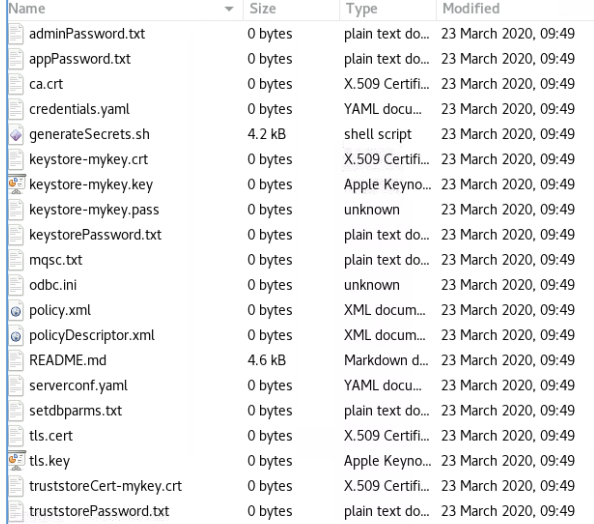 Name Size Type Modified
adminPassword.txt 0 bytes plain text do... 23 March 2020, 09:49
appPassword.txt 0 bytes plain text do... 23 March 2020, 09:49
ca.crt 0 bytes X.509 Certifi... 23 March 2020, 09:49
credentials.yaml 0 bytes YAML docu... 23 March 2020, 09:49
generateSecrets.sh 4.2 kB shell script 23 March 2020, 09:49
keystore-mykey.crt 0 bytes X.509 Certifi... 23 March 2020, 09:49
keystore-mykey.key 0 bytes Apple Keyno... 23 March 2020, 09:49
keystore-mykey.pass 0 bytes unknown 23 March 2020, 09:49
keystorePassword.txt 0 bytes plain text do... 23 March 2020, 09:49
mqsc.txt 0 bytes plain text do... 23 March 2020, 09:49
odbc.ini 0 bytes unknown 23 March 2020, 09:49
policy.xml 0 bytes XML docum... 23 March 2020, 09:49
policyDescriptor.xml 0 bytes XML docum... 23 March 2020, 09:49
README.md 4.6 kB Markdown d... 23 March 2020, 09:49
serverconf.yaml 0 bytes YAML docu... 23 March 2020, 09:49
setdbparms.txt 0 bytes plain text do... 23 March 2020, 09:49
tls.cert 0 bytes X.509 Certifi... 23 March 2020, 09:49
tls.key 0 bytes Apple Keyno... 23 March 2020, 09:49
truststoreCert-mykey.crt 0 bytes X.509 Certifi... 23 March 2020, 09:49
truststorePassword.txt 0 bytes plain text do... 23 March 2020, 09:49